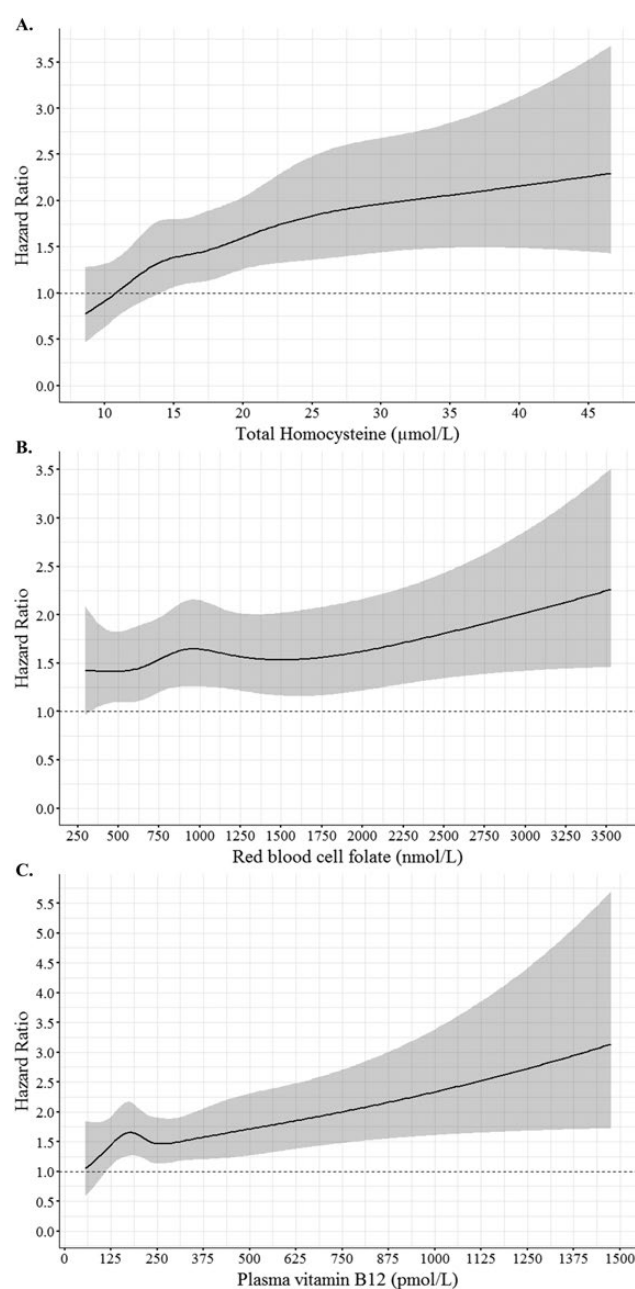 A.
3.5
3.0
2.5
2.0
1.5
1.0
0.5
0.0
Hazard Ratio
10 15 20 25 30 35 40 45
Total Homocysteine (µmol/L)
B.
3.5
3.0
2.5
2.0
1.5
1.0
0.5
0.0
Hazard Ratio
250 500 750 1000 1250 1500 1750 2000 2250 2500 2750 3000 3250 3500
Red blood cell folate (nmol/L)
C.
5.5
5.0
4.5
4.0
3.5
3.0
2.5
2.0
1.5
1.0
0.5
0.0
Hazard Ratio
0 125 250 375 500 625 750 875 1000 1125 1250 1375 1500
Plasma vitamin B12 (pmol/L)